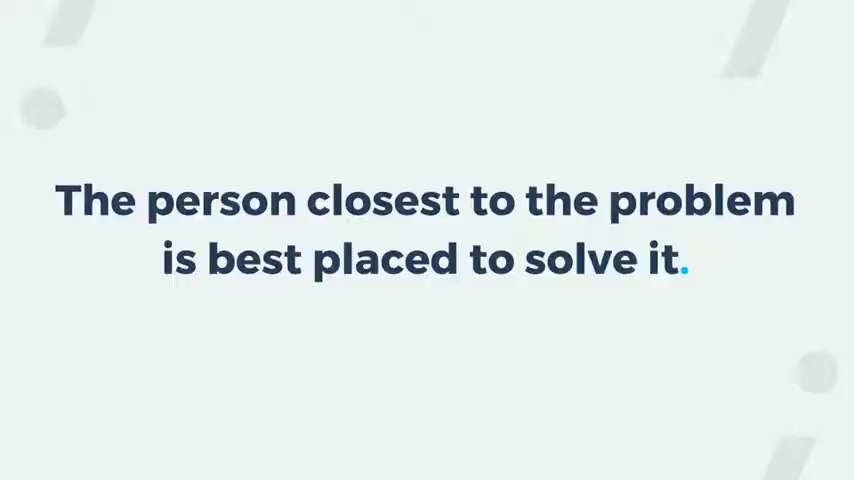 The person closest to the problem
is best placed to solve it.